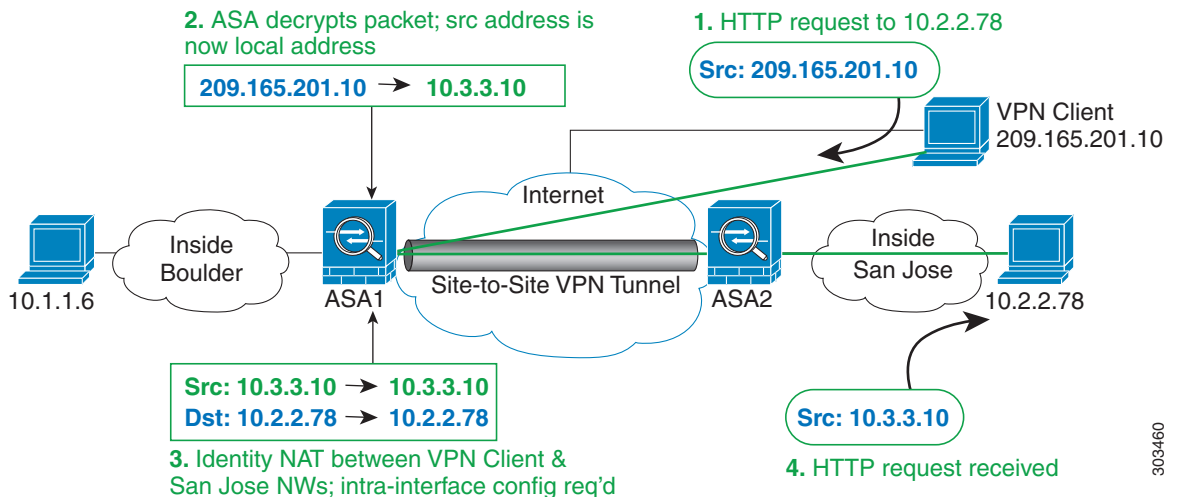 2. ASA decrypts packet; src address is
now local address
209.165.201.10 → 10.3.3.10
1. HTTP request to 10.2.2.78
Src: 209.165.201.10
VPN Client
209.165.201.10
Internet
Inside
Boulder
10.1.1.6
ASA1
Site-to-Site VPN Tunnel
ASA2
Inside
San Jose
10.2.2.78
Src: 10.3.3.10 → 10.3.3.10
Dst: 10.2.2.78 → 10.2.2.78
3. Identity NAT between VPN Client &
San Jose NWs; intra-interface config req'd
Src: 10.3.3.10
4. HTTP request received
303460